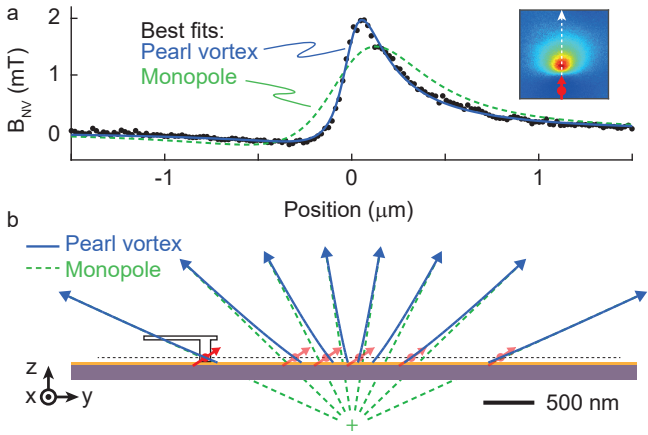 a
2
1
0
B_NV (mT)
Best fits:
Pearl vortex
Monopole
-1
0
1
Position (μm)
b
Pearl vortex
Monopole
z
x
y
+
500 nm